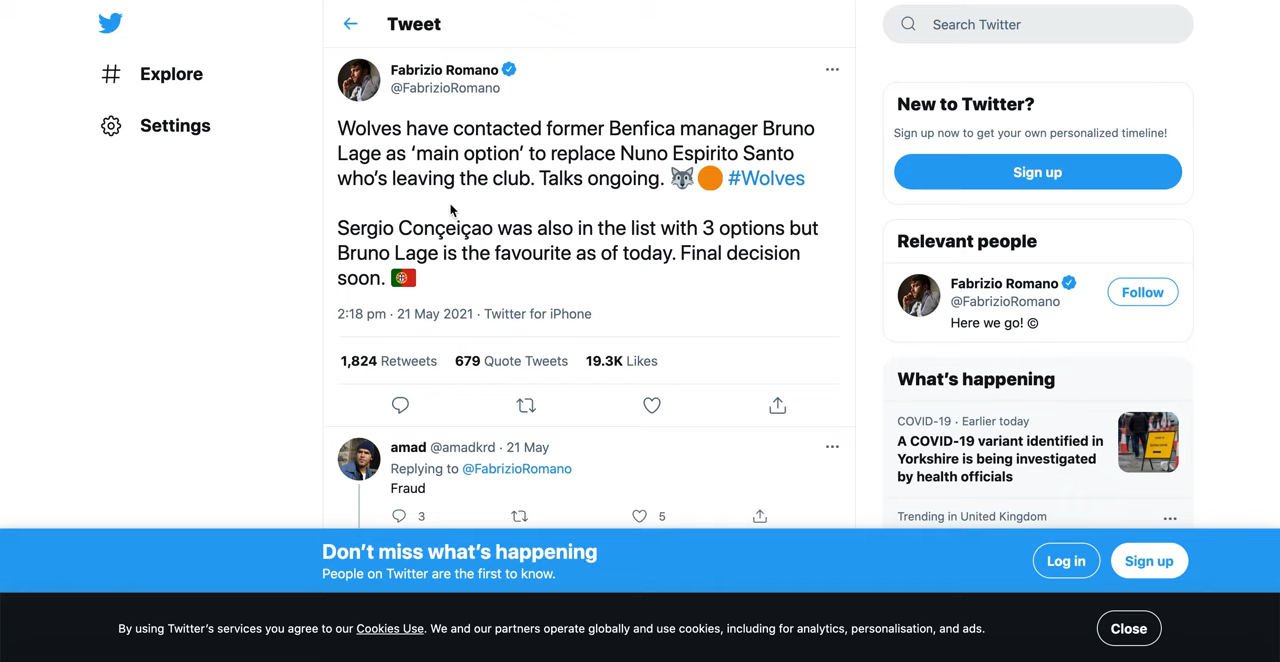 Explore
Settings
Tweet
Fabrizio Romano
@FabrizioRomano
Wolves have contacted former Benfica manager Bruno
Lage as ‘main option’ to replace Nuno Espirito Santo
who’s leaving the club. Talks ongoing. 🐺🟠 #Wolves
Sergio Conçeiçao was also in the list with 3 options but
Bruno Lage is the favourite as of today. Final decision
soon. 🇵🇹
2:18 pm · 21 May 2021 · Twitter for iPhone
1,824 Retweets 679 Quote Tweets 19.3K Likes
amad @amadkrd · 21 May
Replying to @FabrizioRomano
Fraud
3 5
Search Twitter
New to Twitter?
Sign up now to get your own personalized timeline!
Sign up
Relevant people
Fabrizio Romano
@FabrizioRomano
Follow
Here we go! ©
What’s happening
COVID-19 · Earlier today
A COVID-19 variant identified in
Yorkshire is being investigated
by health officials
Trending in United Kingdom
Don’t miss what’s happening
People on Twitter are the first to know.
Log in
Sign up
By using Twitter’s services you agree to our Cookies Use. We and our partners operate globally and use cookies, including for analytics, personalisation, and ads.
Close